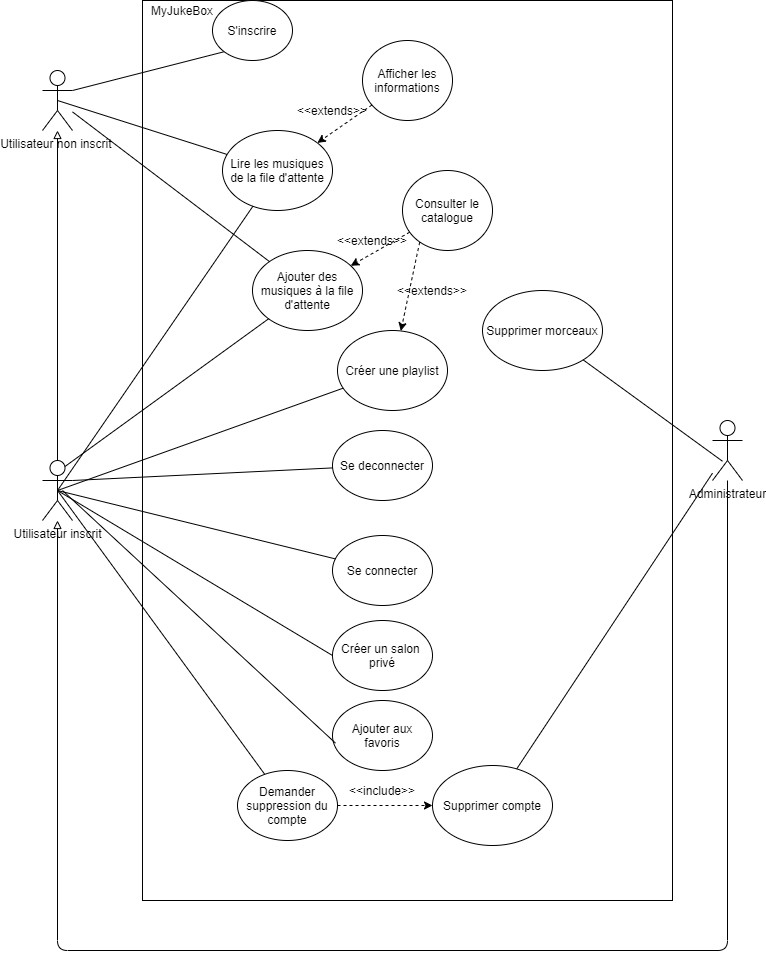 MyJukeBox
S'inscrire
Afficher les
informations
<<extends>>
Utilisateur non inscrit
Lire les musiques
de la file d'attente
Consulter le
catalogue
<<extends>>
Ajouter des
musiques à la file
d'attente
<<extends>>
Supprimer morceaux
Créer une playlist
Se deconnecter
Administrateur
Utilisateur inscrit
Se connecter
Créer un salon
privé
Ajouter aux
favoris
Demander
suppression du
compte
<<include>>
Supprimer compte